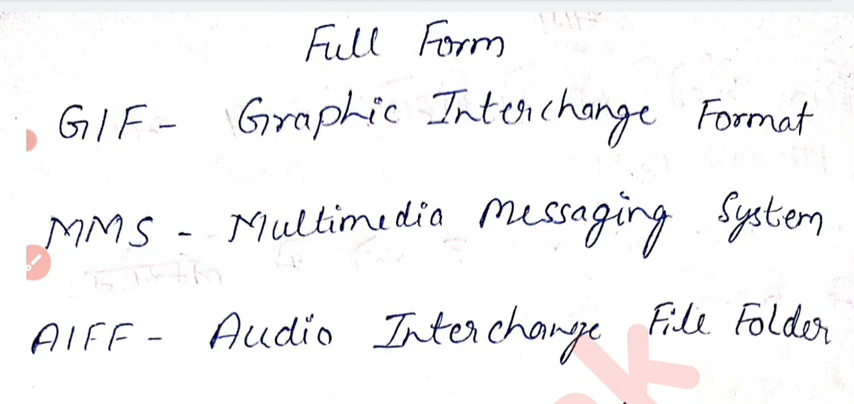 Full Form
GIF - Graphic Interchange Format
MMS - Multimedia Messaging System
AIFF - Audio Interchange File Folder